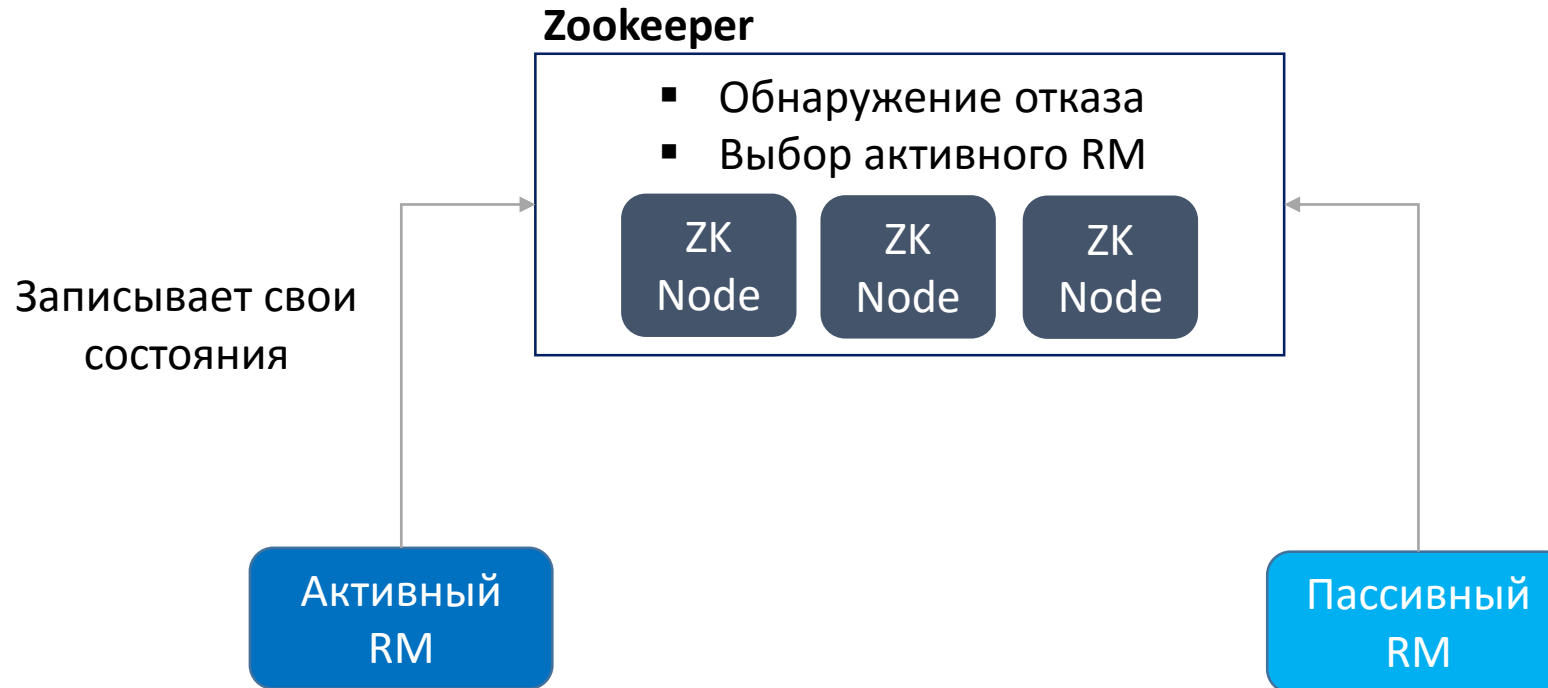 Zookeeper
▪ Обнаружение отказа
▪ Выбор активного RM
ZK
Node
ZK
Node
ZK
Node
Записывает свои
состояния
Активный
RM
Пассивный
RM